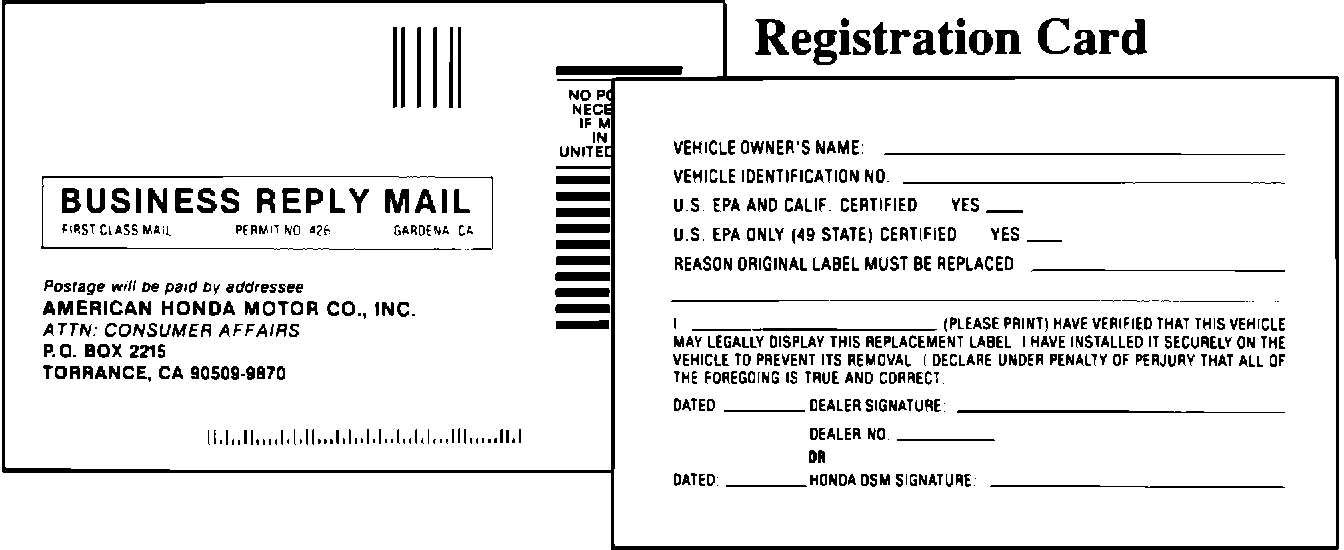 Registration Card
NO PO
NECE
IF M
IN
UNITED
BUSINESS REPLY MAIL
FIRST CLASS MAIL PERMIT NO. 426 GARDENA, CA
Postage will be paid by addressee
AMERICAN HONDA MOTOR CO., INC.
ATTN: CONSUMER AFFAIRS
P.O. BOX 2215
TORRANCE, CA 90509-9870
VEHICLE OWNER'S NAME:
VEHICLE IDENTIFICATION NO.
U.S. EPA AND CALIF. CERTIFIED YES
U.S. EPA ONLY (49 STATE) CERTIFIED YES
REASON ORIGINAL LABEL MUST BE REPLACED
I (PLEASE PRINT) HAVE VERIFIED THAT THIS VEHICLE
MAY LEGALLY DISPLAY THIS REPLACEMENT LABEL I HAVE INSTALLED IT SECURELY ON THE
VEHICLE TO PREVENT ITS REMOVAL I DECLARE UNDER PENALTY OF PERJURY THAT ALL OF
THE FOREGOING IS TRUE AND CORRECT.
DATED DEALER SIGNATURE:
DEALER NO.
OR
DATED: HONDA DSM SIGNATURE: